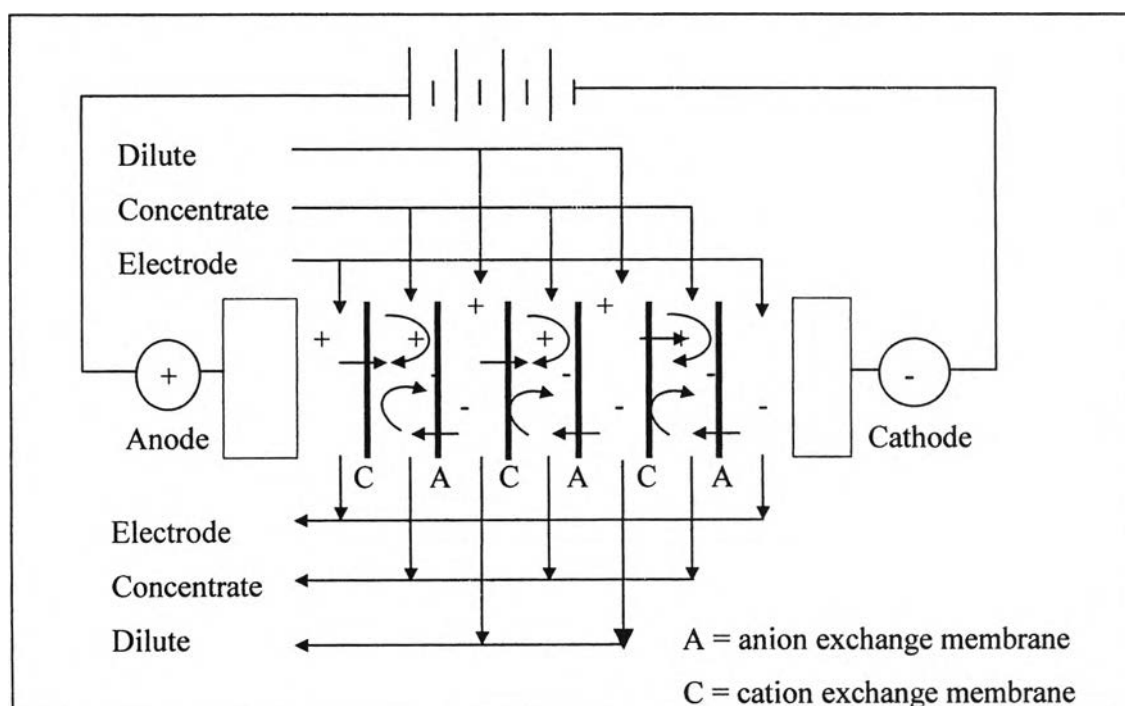 Dilute
Concentrate
Electrode
+ + + + + + +
- - -
+ -
Anode Cathode
- - - -
C A C A C A
Electrode
Concentrate
Dilute
A = anion exchange membrane
C = cation exchange membrane